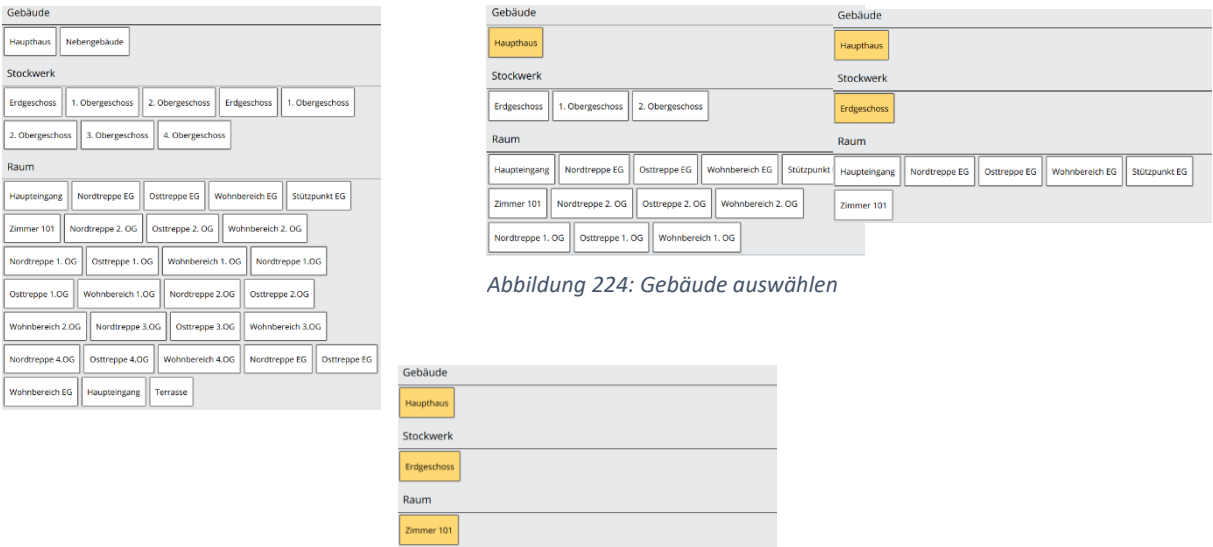 Gebäude
Haupthaus Nebengebäude
Stockwerk
Erdgeschoss 1. Obergeschoss 2. Obergeschoss Erdgeschoss 1. Obergeschoss
2. Obergeschoss 3. Obergeschoss 4. Obergeschoss
Raum
Haupteingang Nordtreppe EG Osttreppe EG Wohnbereich EG Stützpunkt EG
Zimmer 101 Nordtreppe 2. OG Osttreppe 2. OG Wohnbereich 2. OG
Nordtreppe 1. OG Osttreppe 1. OG Wohnbereich 1. OG Nordtreppe 1.OG
Osttreppe 1.OG Wohnbereich 1.OG Nordtreppe 2.OG Osttreppe 2.OG
Wohnbereich 2.OG Nordtreppe 3.OG Osttreppe 3.OG Wohnbereich 3.OG
Nordtreppe 4.OG Osttreppe 4.OG Wohnbereich 4.OG Nordtreppe EG Osttreppe EG
Wohnbereich EG Haupteingang Terrasse
Gebäude
Haupthaus
Stockwerk
Erdgeschoss 1. Obergeschoss 2. Obergeschoss
Raum
Haupteingang Nordtreppe EG Osttreppe EG Wohnbereich EG Stützpunkt
Zimmer 101 Nordtreppe 2. OG Osttreppe 2. OG Wohnbereich 2. OG
Nordtreppe 1. OG Osttreppe 1. OG Wohnbereich 1. OG
Abbildung 224: Gebäude auswählen
Gebäude
Haupthaus
Stockwerk
Erdgeschoss
Raum
Haupteingang Nordtreppe EG Osttreppe EG Wohnbereich EG Stützpunkt EG
Zimmer 101
Gebäude
Haupthaus
Stockwerk
Erdgeschoss
Raum
Zimmer 101